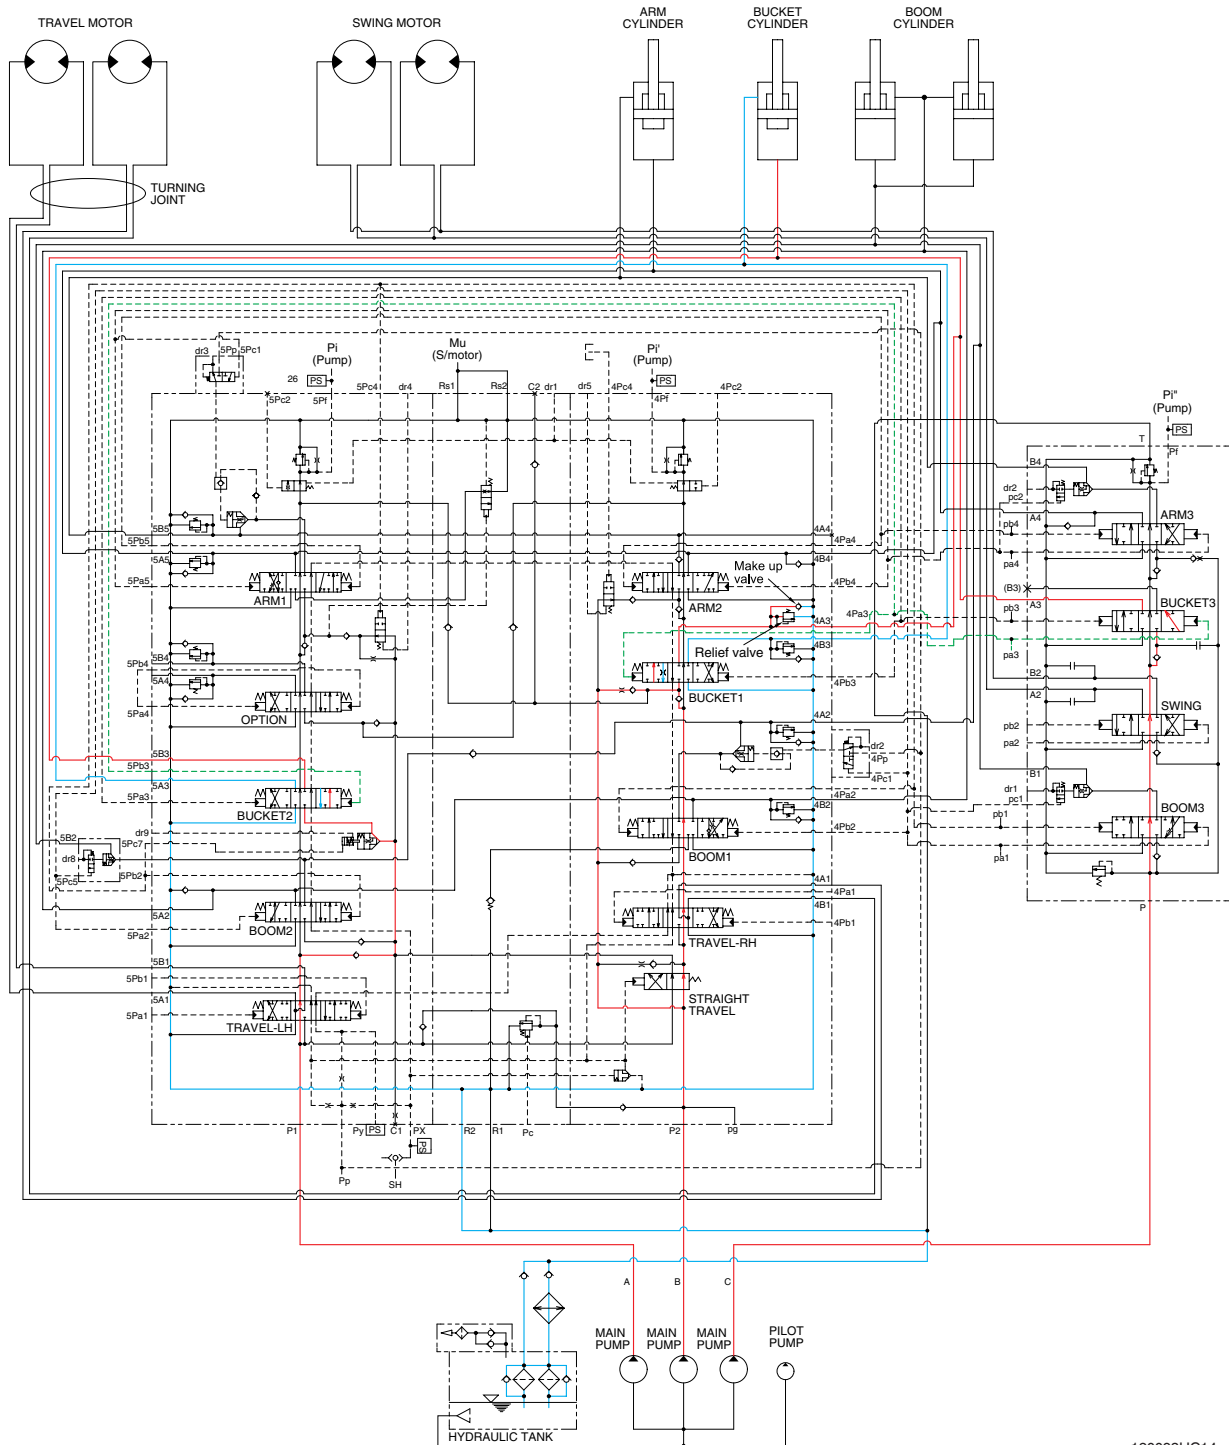 TRAVEL MOTOR
SWING MOTOR
ARM
CYLINDER
BUCKET
CYLINDER
BOOM
CYLINDER
TURNING
JOINT
dr3
5Pp
5Pc1
Pi
(Pump)
26
PS
5Pc2
5Pf
5Pc4
dr4
Mu
(S/motor)
Rs1
Rs2
C2
dr1
dr5
4Pc4
Pi'
(Pump)
PS
4Pf
4Pc2
Pi"
(Pump)
PS
T
Pf
B4
dr2
pc2
A4
pb4
ARM3
pa4
(B3)
A3
pb3
BUCKET3
pa3
B2
A2
SWING
pb2
pa2
B1
dr1
pc1
pb1
BOOM3
pa1
P
5B5
5Pb5
5A5
5Pa5
ARM1
5B4
5Pb4
5A4
5Pa4
OPTION
5B3
5Pb3
5A3
5Pa3
BUCKET2
dr9
5Pc7
5B2
dr8
5Pc5
5Pb2
5A2
5Pa2
BOOM2
5B1
5Pb1
5A1
5Pa1
TRAVEL-LH
4A4
4Pa4
4B4
Make up
valve
4Pb4
ARM2
4Pa3
4A3
Relief valve
4B3
4Pb3
BUCKET1
4A2
dr2
4Pp
4Pc1
4Pa2
4B2
4Pb2
BOOM1
4A1
4Pa1
4B1
4Pb1
TRAVEL-RH
STRAIGHT
TRAVEL
P1
Py
PS
C1
PX
PS
R2
R1
Pc
P2
pg
Pp
SH
A
B
C
MAIN
PUMP
MAIN
PUMP
MAIN
PUMP
PILOT
PUMP
HYDRAULIC TANK